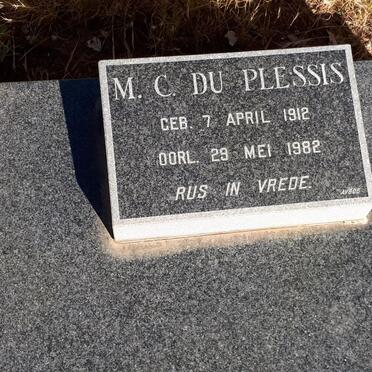 M. C. DU PLESSIS
GEB. 7 APRIL 1912
OORL. 29 MEI 1982
RUS IN VREDE.